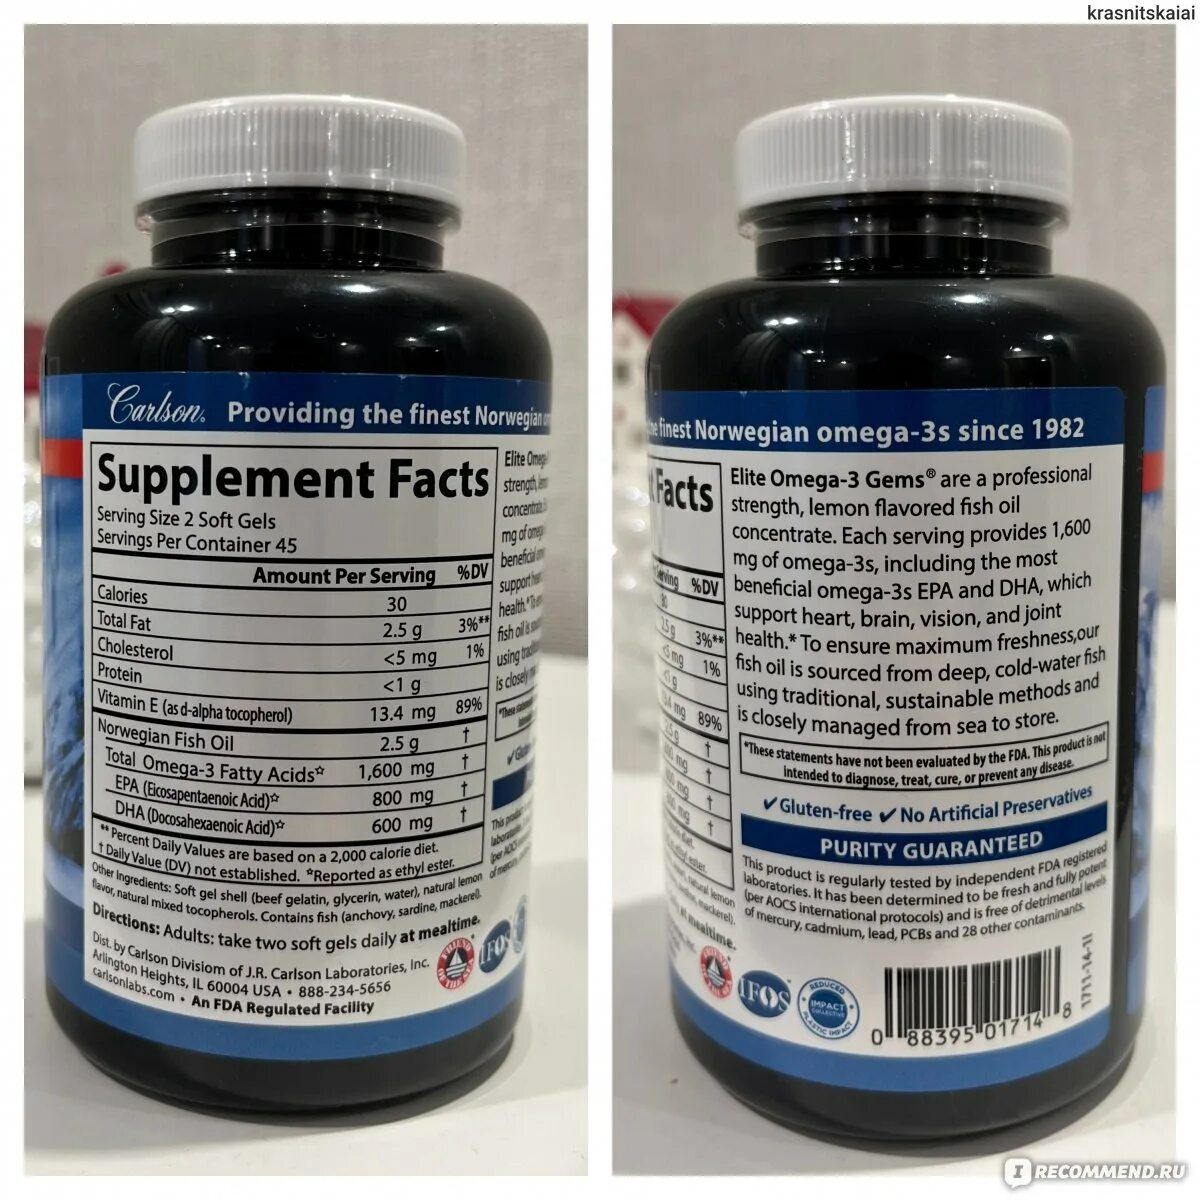 krasnitskaiai
Carlson® Providing the finest Norwegian
Supplement Facts
Serving Size 2 Soft Gels
Servings Per Container 45
Amount Per Serving %DV
Calories 30
Total Fat 2.5 g 3%**
Cholesterol <5 mg 1%
Protein <1 g
Vitamin E (as d-alpha tocopherol) 13.4 mg 89%
Norwegian Fish Oil 2.5 g †
Total Omega-3 Fatty Acids☆ 1,600 mg †
EPA (Eicosapentaenoic Acid)☆ 800 mg †
DHA (Docosahexaenoic Acid)☆ 600 mg †
** Percent Daily Values are based on a 2,000 calorie diet.
† Daily Value (DV) not established. ☆Reported as ethyl ester.
Other Ingredients: Soft gel shell (beef gelatin, glycerin, water), natural lemon
flavor, natural mixed tocopherols. Contains fish (anchovy, sardine, mackerel).
Directions: Adults: take two soft gels daily at mealtime.
Dist. by Carlson Divisiom of J.R. Carlson Laboratories, Inc.
Arlington Heights, IL 60004 USA • 888-234-5656
carlsonlabs.com • An FDA Regulated Facility
FRIEND OF THE SEA
IFOS
finest Norwegian omega-3s since 1982
Facts
%DV
3%**
1%
89%
Elite Omega-3 Gems® are a professional
strength, lemon flavored fish oil
concentrate. Each serving provides 1,600
mg of omega-3s, including the most
beneficial omega-3s EPA and DHA, which
support heart, brain, vision, and joint
health.* To ensure maximum freshness,our
fish oil is sourced from deep, cold-water fish
using traditional, sustainable methods and
is closely managed from sea to store.
*These statements have not been evaluated by the FDA. This product is not
intended to diagnose, treat, cure, or prevent any disease.
✔Gluten-free ✔No Artificial Preservatives
PURITY GUARANTEED
This product is regularly tested by independent FDA registered
laboratories. It has been determined to be fresh and fully potent
(per AOCS international protocols) and is free of detrimental levels
of mercury, cadmium, lead, PCBs and 28 other contaminants.
at mealtime.
IFOS
REDUCED
IMPACT
COLLECTIVE
PLASTIC IMPACT
0 88395 01714 8
1711-14-1I
I RECOMMEND.RU